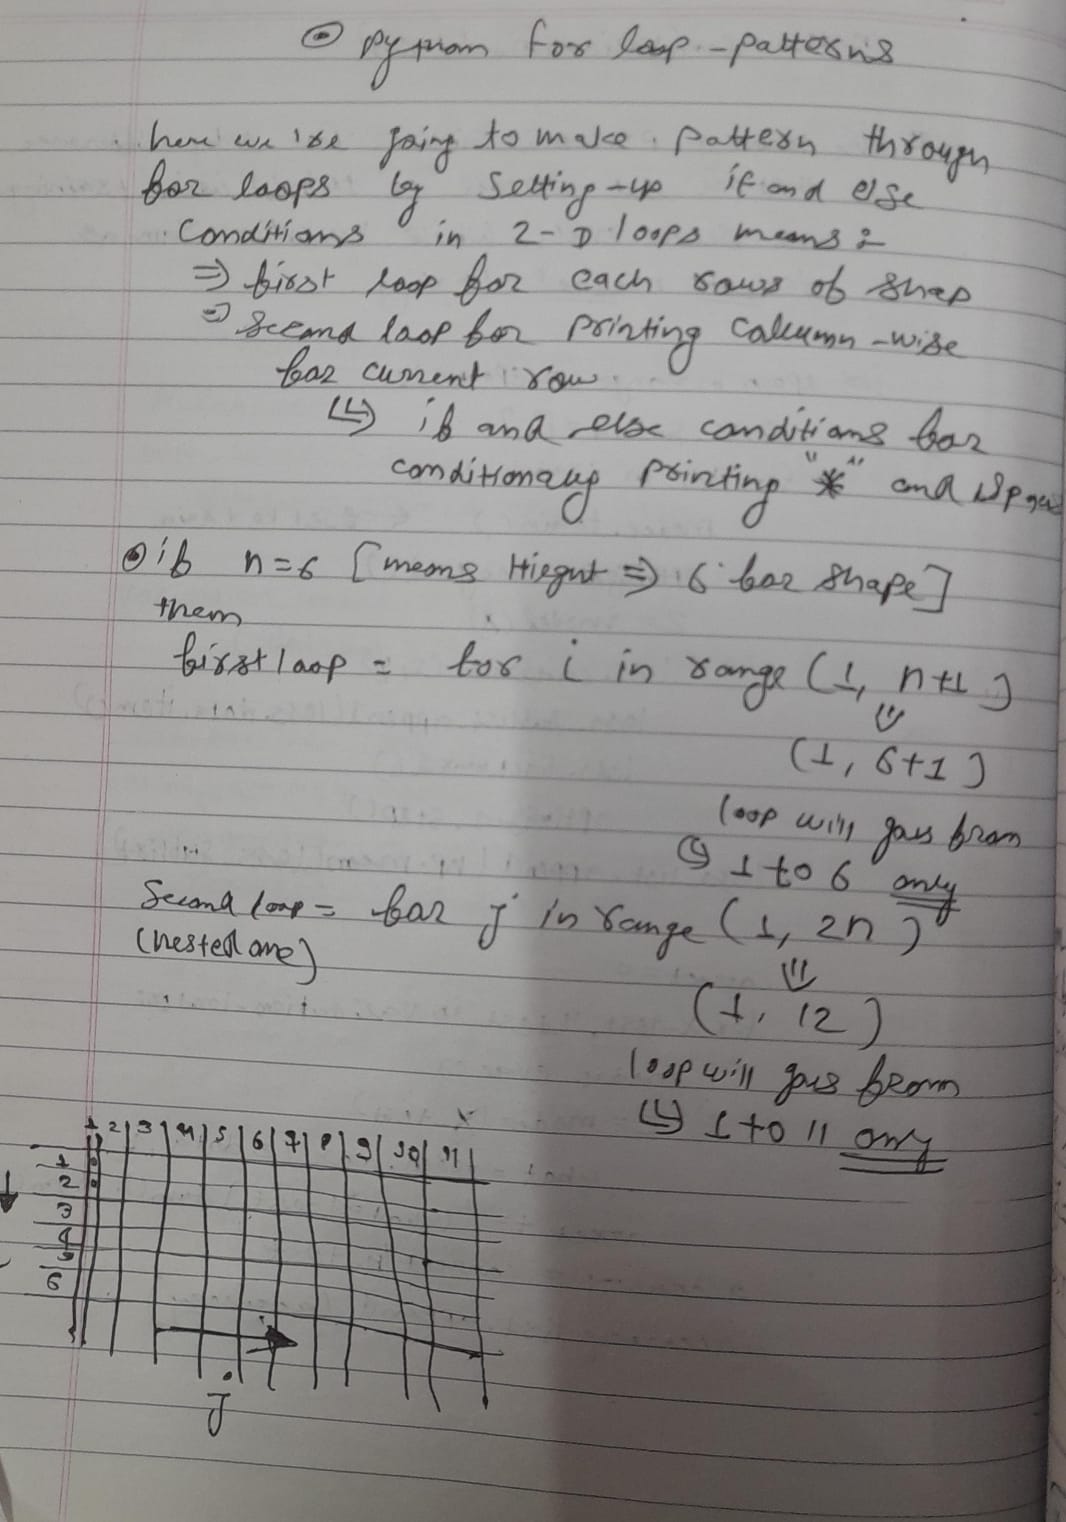 ⊙ python for loop - patterns
here we're going to make pattern through
for loops by setting-up if and else
conditions in 2-D loops means :-
⇒ first loop for each rows of shap
⇒ Second loop for printing column-wise
for current row.
↳ if and else conditions for
conditionally printing "*" and space
⊙ if n=6 [means Hieght ⇒ 6 for shape]
then
first loop = for i in range (1, n+1)
⇓
(1, 6+1)
loop will goes from
↳ 1 to 6 only
Second loop = for j in range (1, 2n)
(nested one)
⇓
(1, 12)
loop will goes from
↳ 1 to 11 only
1 2 3 4 5 6 7 8 9 10 11
1
2
3
4
5
6
j